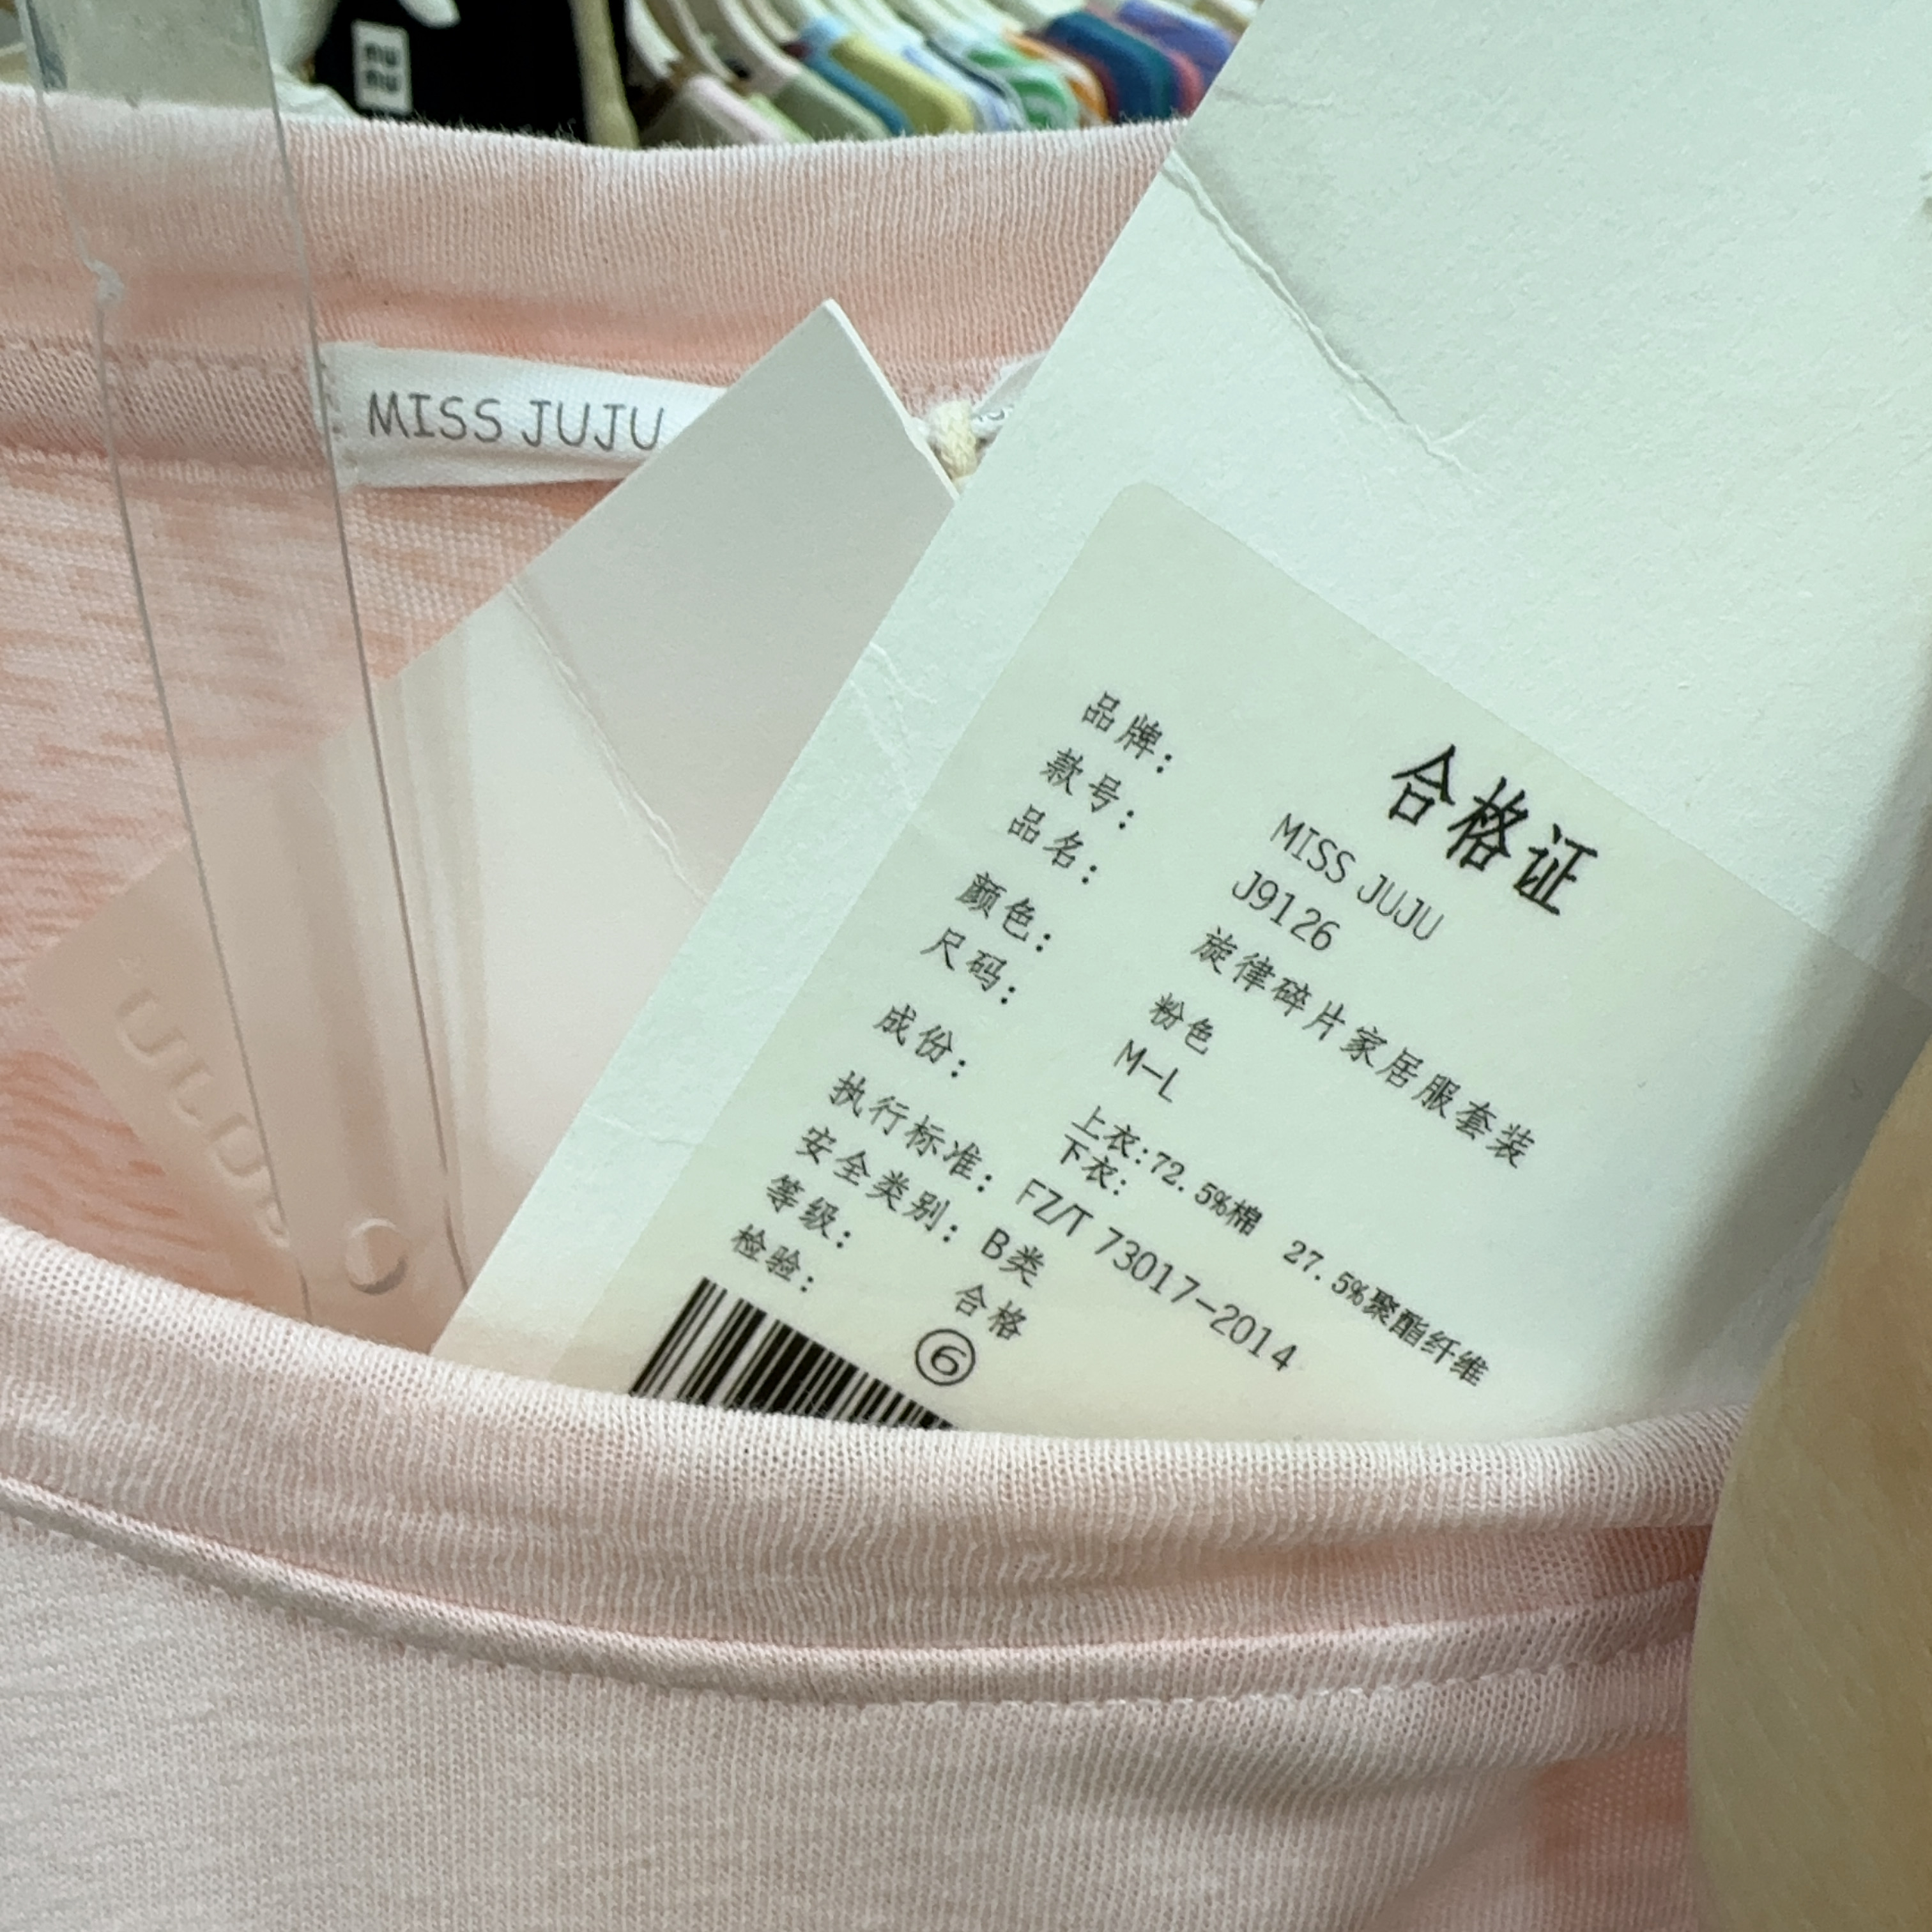 MISS JUJU
合格证
品牌： MISS JUJU
款号： J9126
品名： 旋律碎片家居服套装
颜色： 粉色
尺码： M-L
成份： 上衣:72.5%棉 27.5%聚酯纤维
下衣:
执行标准： FZ/T 73017-2014
安全类别： B类
等级： 合格
检验： ⑥